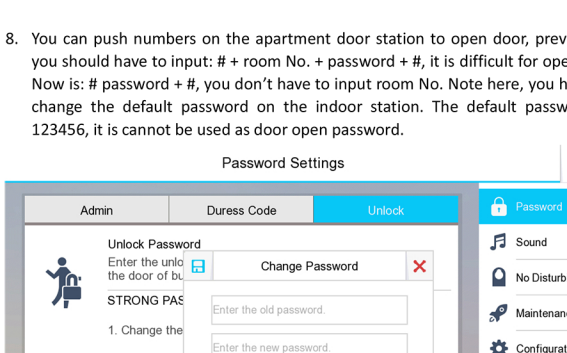 8. You can push numbers on the apartment door station to open door, prev
you should have to input: # + room No. + password + #, it is difficult for ope
Now is: # password + #, you don't have to input room No. Note here, you h
change the default password on the indoor station. The default passw
123456, it is cannot be used as door open password.
Password Settings
Admin Duress Code Unlock
Password
Unlock Password
Sound
Enter the unlo
the door of bu
Change Password
No Disturb
STRONG PAS
Enter the old password.
Maintenan
1. Change the
Enter the new password.
Configurat